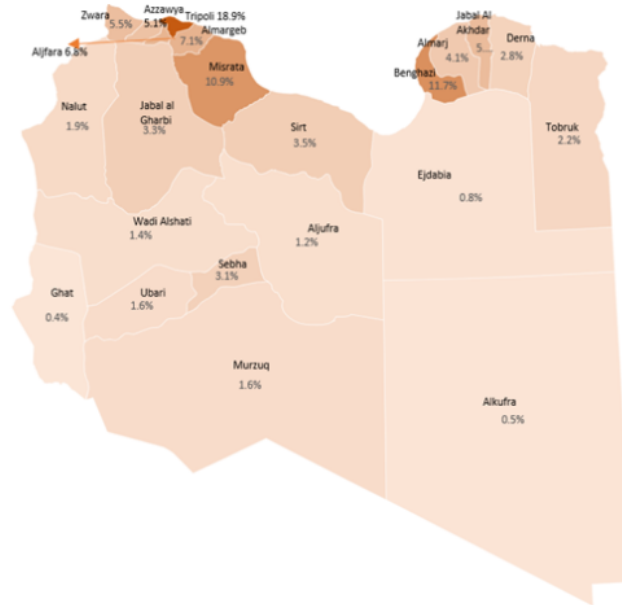 Zwara
5.5%
Azzawya
5.1%
Tripoli 18.9%
Almargeb
7.1%
Aljfara 6.8%
Misrata
10.9%
Nalut
1.9%
Jabal al
Gharbi
3.3%
Sirt
3.5%
Jabal Al
Akhdar
5...
Almarj
4.1%
Derna
2.8%
Benghazi
11.7%
Tobruk
2.2%
Ejdabia
0.8%
Wadi Alshati
1.4%
Aljufra
1.2%
Sebha
3.1%
Ghat
0.4%
Ubari
1.6%
Murzuq
1.6%
Alkufra
0.5%